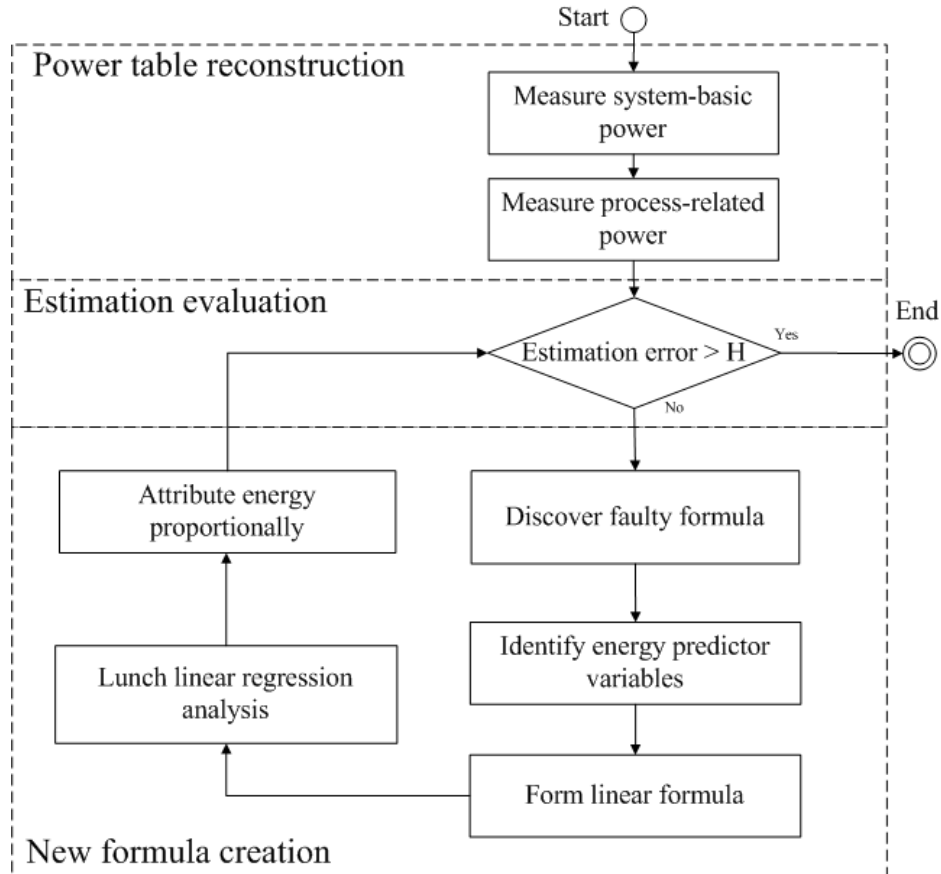 Start
Power table reconstruction
Measure system-basic
power
Measure process-related
power
Estimation evaluation
End
Estimation error > H
Yes
No
Attribute energy
proportionally
Discover faulty formula
Lunch linear regression
analysis
Identify energy predictor
variables
Form linear formula
New formula creation